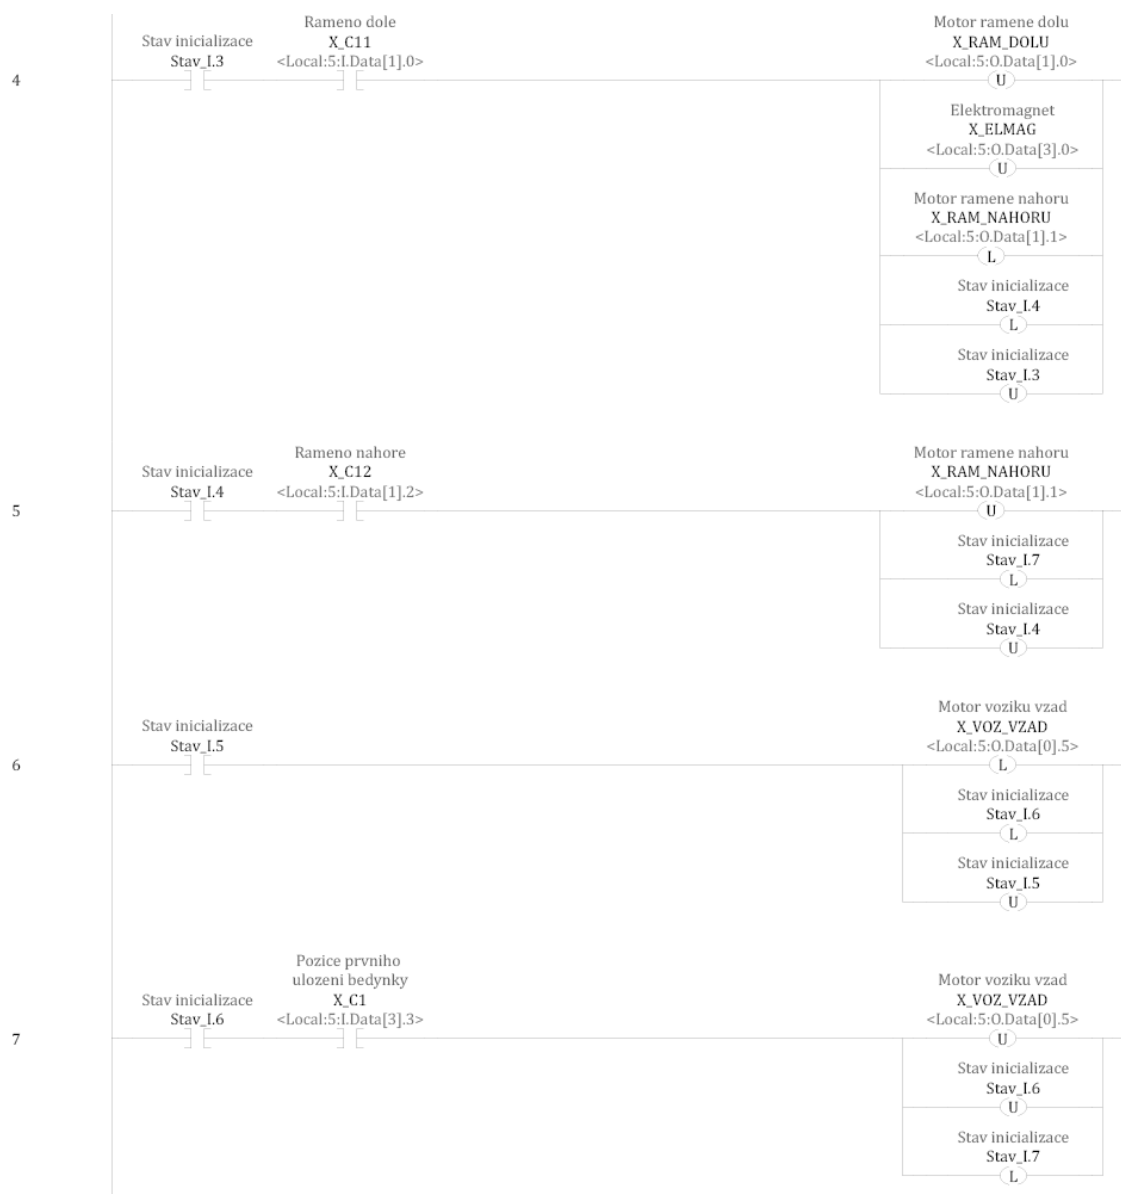 Rameno dole
Motor ramene dolu
Stav inicializace
X_C11
X_RAM_DOLU
Stav_I.3
<Local:5:I.Data[1].0>
<Local:5:O.Data[1].0>
4
U
Elektromagnet
X_ELMAG
<Local:5:O.Data[3].0>
U
Motor ramene nahoru
X_RAM_NAHORU
<Local:5:O.Data[1].1>
L
Stav inicializace
Stav_I.4
L
Stav inicializace
Stav_I.3
U
Rameno nahore
Motor ramene nahoru
Stav inicializace
X_C12
X_RAM_NAHORU
Stav_I.4
<Local:5:I.Data[1].2>
<Local:5:O.Data[1].1>
5
U
Stav inicializace
Stav_I.7
L
Stav inicializace
Stav_I.4
U
Motor voziku vzad
Stav inicializace
X_VOZ_VZAD
Stav_I.5
<Local:5:O.Data[0].5>
6
L
Stav inicializace
Stav_I.6
L
Stav inicializace
Stav_I.5
U
Pozice prvniho
ulozeni bedynky
Motor voziku vzad
Stav inicializace
X_C1
X_VOZ_VZAD
Stav_I.6
<Local:5:I.Data[3].3>
<Local:5:O.Data[0].5>
7
U
Stav inicializace
Stav_I.6
U
Stav inicializace
Stav_I.7
L